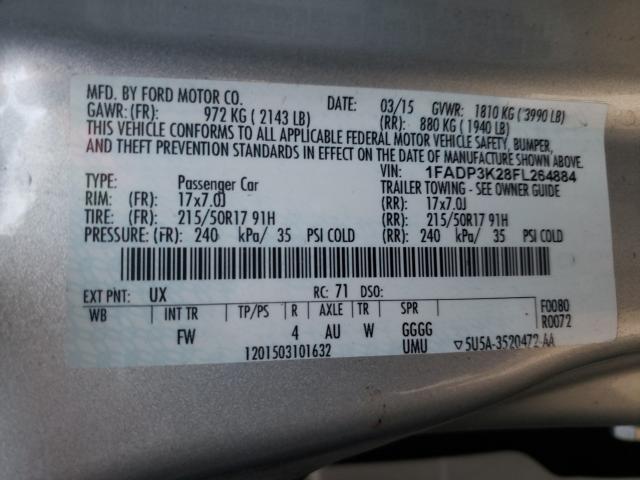 MFD. BY FORD MOTOR CO. DATE: 03/15 GVWR: 1810 KG ( 3990 LB)
GAWR: (FR): 972 KG ( 2143 LB) (RR): 880 KG ( 1940 LB)
THIS VEHICLE CONFORMS TO ALL APPLICABLE FEDERAL MOTOR VEHICLE SAFETY, BUMPER,
AND THEFT PREVENTION STANDARDS IN EFFECT ON THE DATE OF MANUFACTURE SHOWN ABOVE.
VIN: 1FADP3K28FL264884
TYPE: Passenger Car TRAILER TOWING - SEE OWNER GUIDE
RIM: (FR): 17x7.0J (RR): 17x7.0J
TIRE: (FR): 215/50R17 91H (RR): 215/50R17 91H
PRESSURE: (FR): 240 kPa/ 35 PSI COLD (RR): 240 kPa/ 35 PSI COLD
EXT PNT: UX RC: 71 DSO:
WB INT TR TP/PS R AXLE TR SPR F0080
R0072
FW 4 AU W GGGG
1201503101632 UMU ▽5U5A-3520472-AA